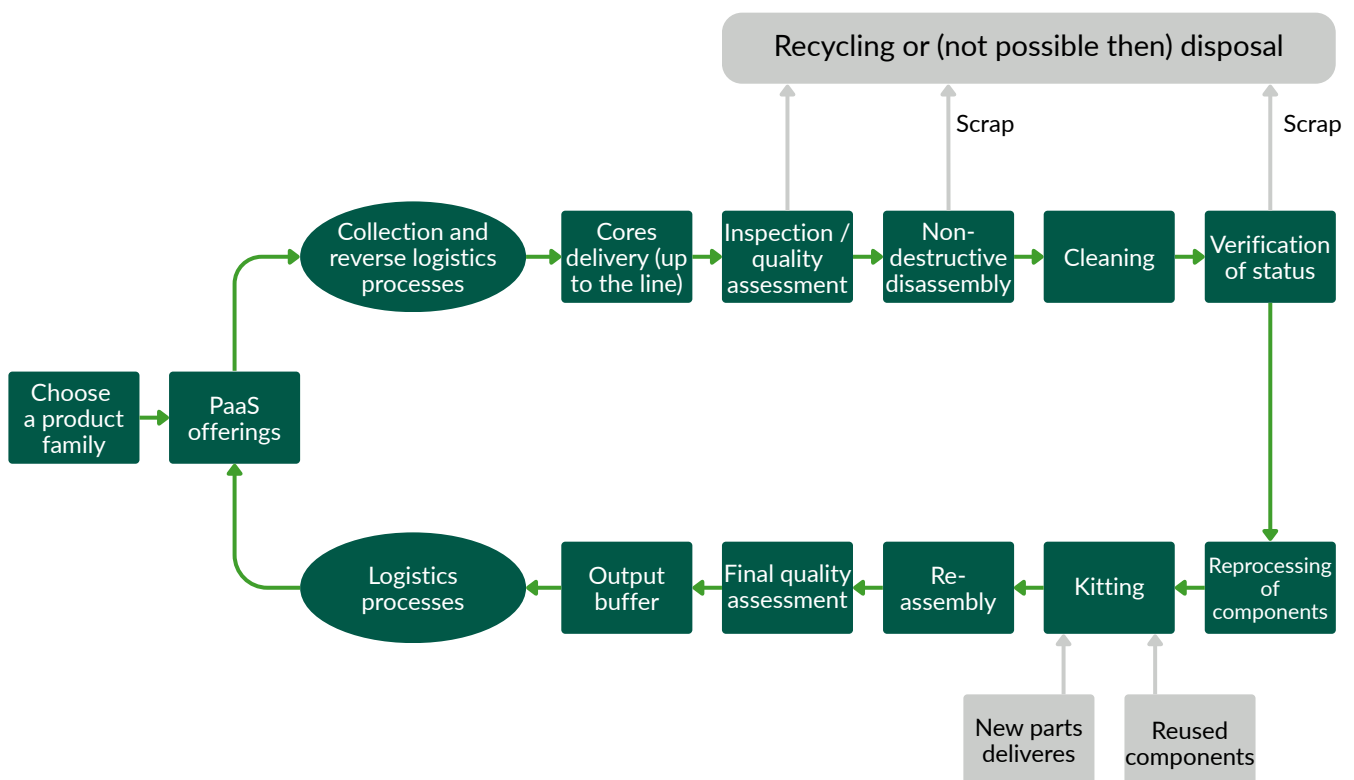 Recycling or (not possible then) disposal
Scrap
Scrap
Collection and
reverse logistics
processes
Cores
delivery (up
to the line)
Inspection /
quality
assessment
Non-
destructive
disassembly
Cleaning
Verification
of status
Choose
a product
family
PaaS
offerings
Logistics
processes
Output
buffer
Final quality
assessment
Re-
assembly
Kitting
Reprocessing
of
components
New parts
deliveres
Reused
components